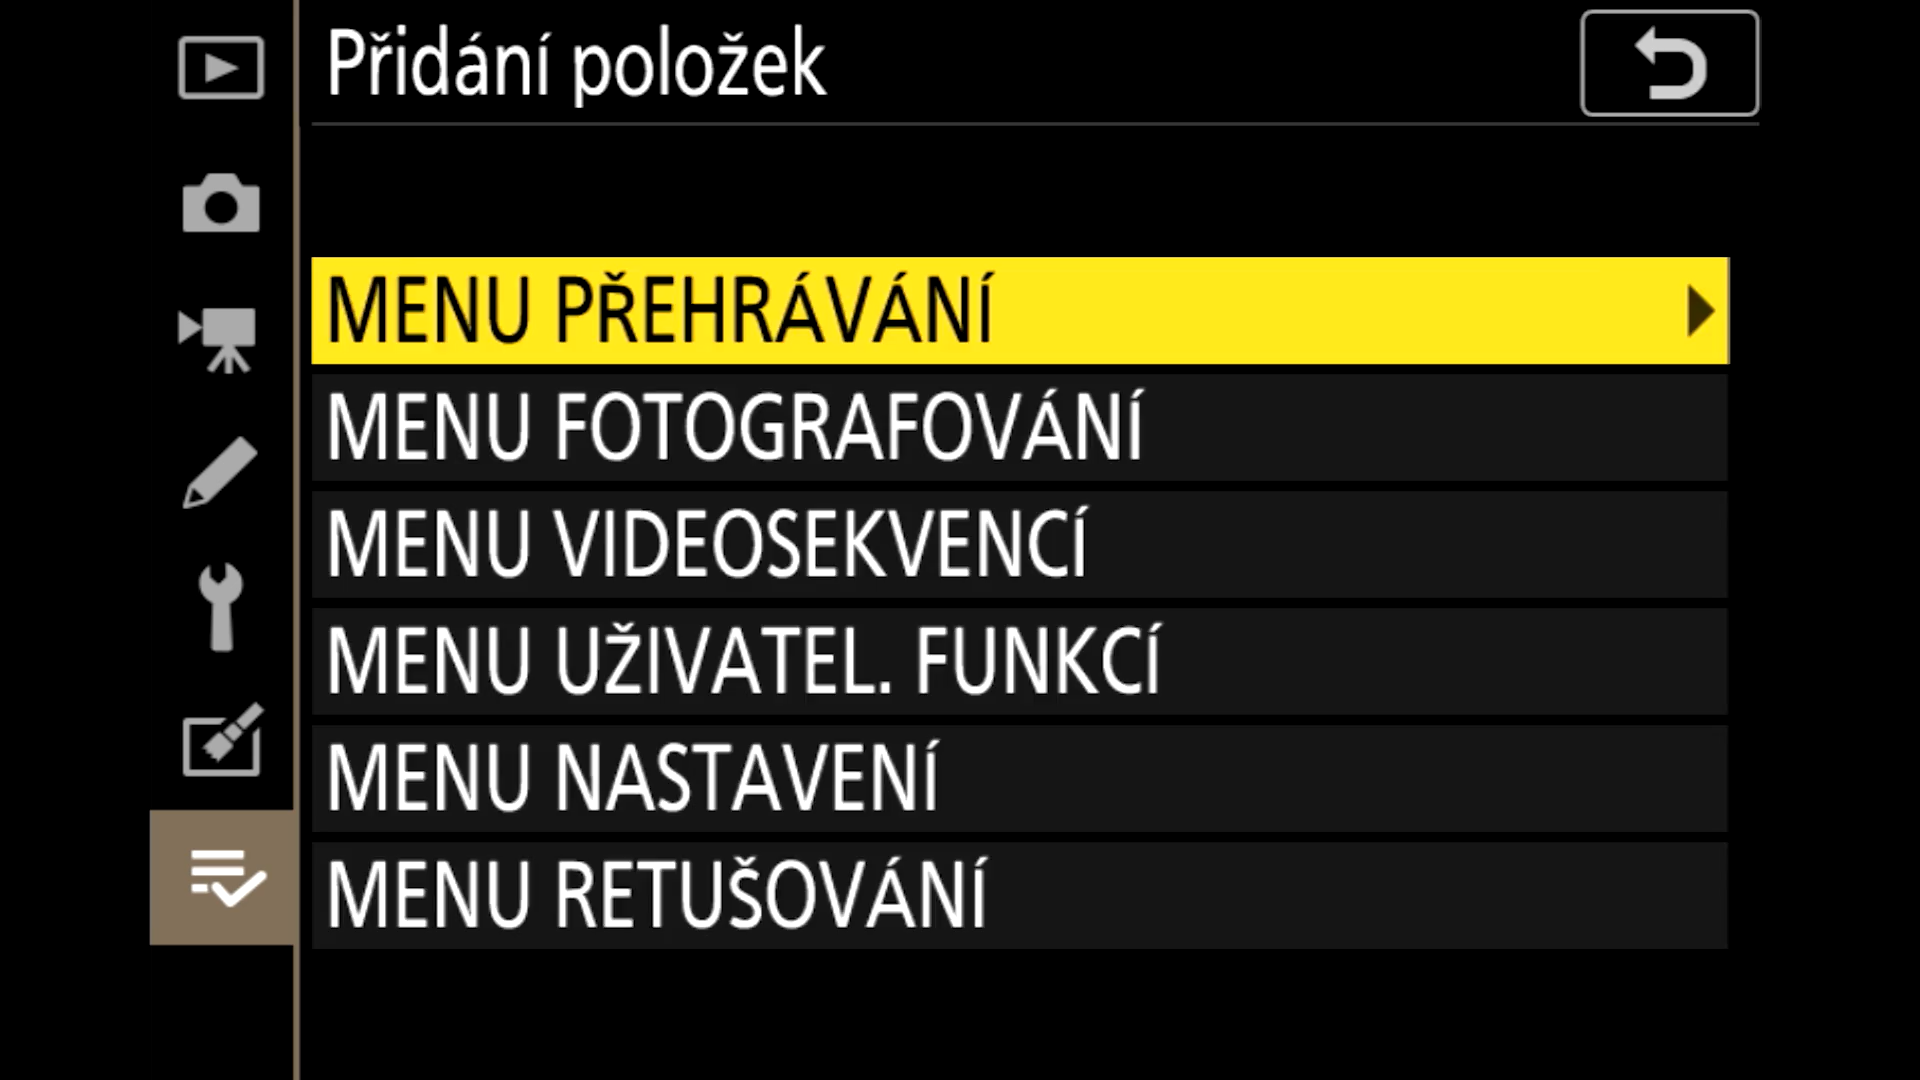 Přidání položek
MENU PŘEHRÁVÁNÍ
MENU FOTOGRAFOVÁNÍ
MENU VIDEOSEKVENCÍ
MENU UŽIVATEL. FUNKCÍ
MENU NASTAVENÍ
MENU RETUŠOVÁNÍ